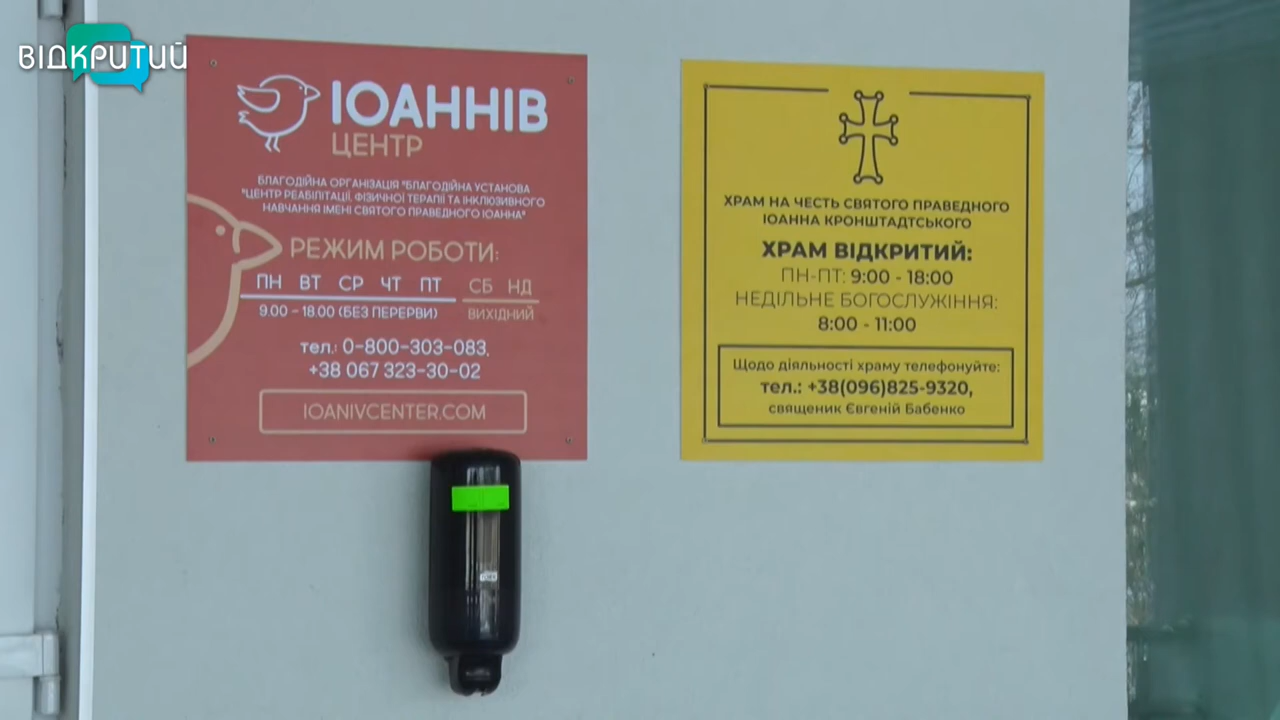 ВІДКРИТИЙ
ІОАННІВ
ЦЕНТР
БЛАГОДІЙНА ОРГАНІЗАЦІЯ "БЛАГОДІЙНА УСТАНОВА
"ЦЕНТР РЕАБІЛІТАЦІЇ, ФІЗИЧНОЇ ТЕРАПІЇ ТА ІНКЛЮЗИВНОГО
НАВЧАННЯ ІМЕНІ СВЯТОГО ПРАВЕДНОГО ІОАННА"
РЕЖИМ РОБОТИ:
ПН ВТ СР ЧТ ПТ СБ НД
9.00 – 18.00 (БЕЗ ПЕРЕРВИ) ВИХІДНИЙ
тел.: 0-800-303-083,
+38 067 323-30-02
IOANIVCENTER.COM
ХРАМ НА ЧЕСТЬ СВЯТОГО ПРАВЕДНОГО
ІОАННА КРОНШТАДТСЬКОГО
ХРАМ ВІДКРИТИЙ:
ПН-ПТ: 9:00 - 18:00
НЕДІЛЬНЕ БОГОСЛУЖІННЯ:
8:00 - 11:00
Щодо діяльності храму телефонуйте:
тел.: +38(096)825-9320,
священик Євгеній Бабенко